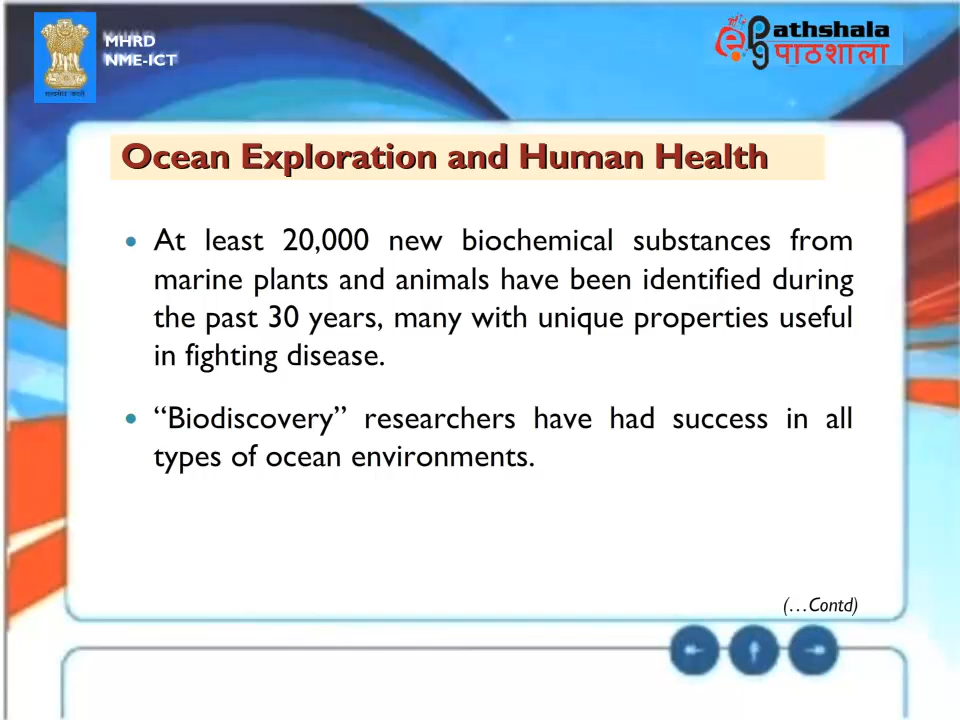 MHRD
NME-ICT
ePathshala
पाठशाला
Ocean Exploration and Human Health
• At least 20,000 new biochemical substances from
marine plants and animals have been identified during
the past 30 years, many with unique properties useful
in fighting disease.
• “Biodiscovery” researchers have had success in all
types of ocean environments.
(…Contd)